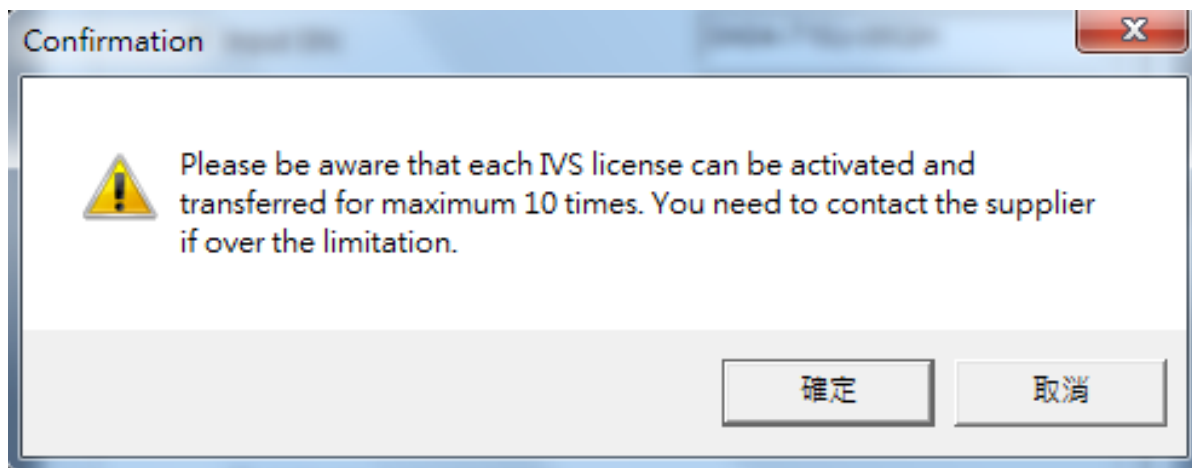 Confirmation
Please be aware that each IVS license can be activated and
transferred for maximum 10 times. You need to contact the supplier
if over the limitation.
確定
取消